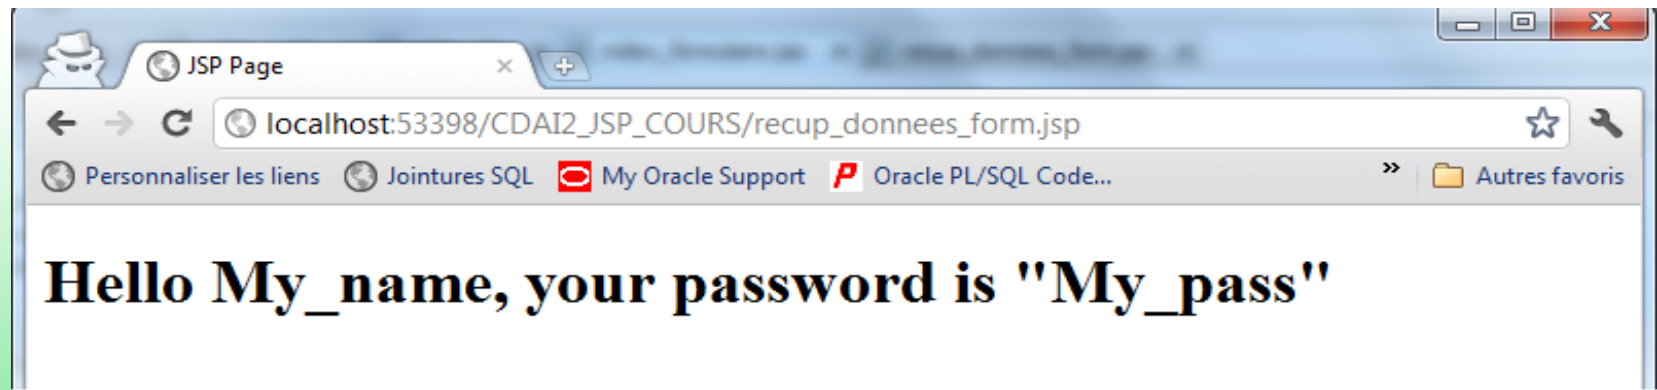 JSP Page
localhost:53398/CDAI2_JSP_COURS/recup_donnees_form.jsp
Personnaliser les liens Jointures SQL My Oracle Support Oracle PL/SQL Code... » Autres favoris
Hello My_name, your password is "My_pass"